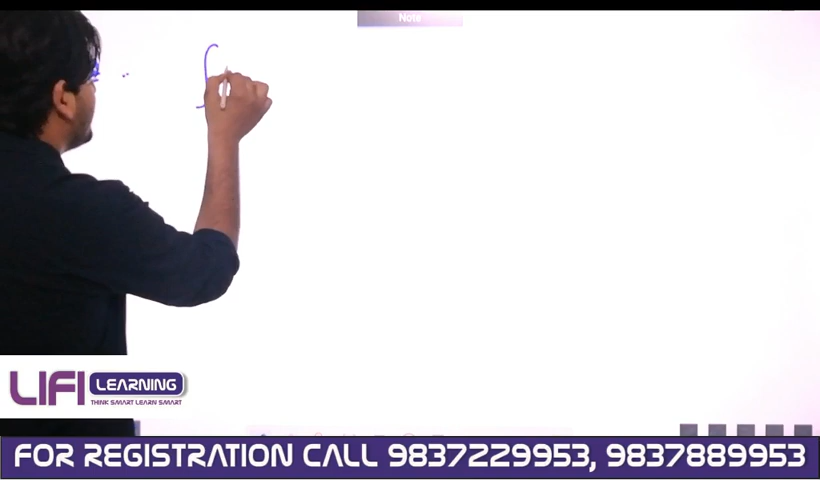 Note
∫
LIFI LEARNING
THINK SMART LEARN SMART
FOR REGISTRATION CALL 9837229953, 9837889953